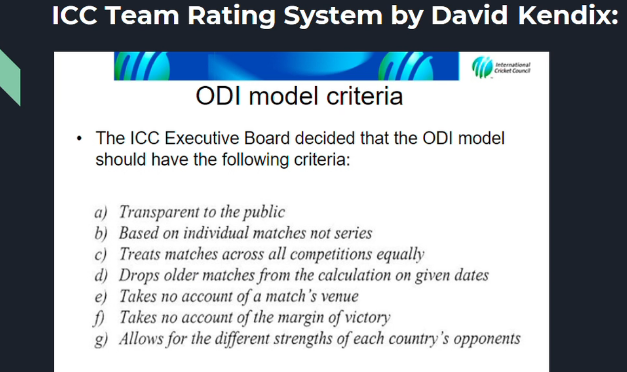 ICC Team Rating System by David Kendix:
International
Cricket Council
ODI model criteria
• The ICC Executive Board decided that the ODI model
should have the following criteria:
a) Transparent to the public
b) Based on individual matches not series
c) Treats matches across all competitions equally
d) Drops older matches from the calculation on given dates
e) Takes no account of a match's venue
f) Takes no account of the margin of victory
g) Allows for the different strengths of each country's opponents